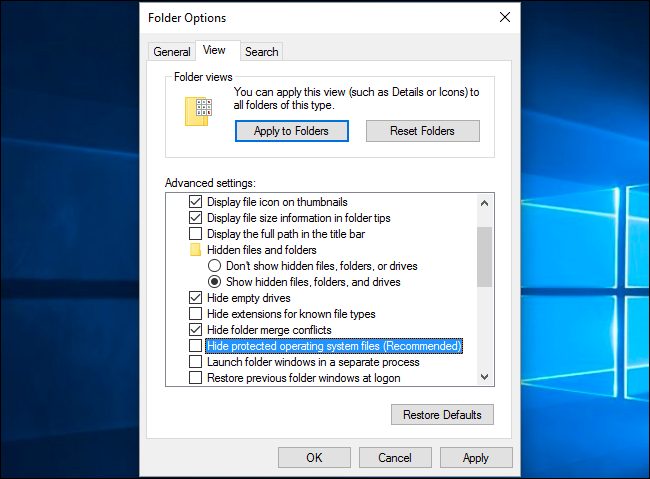 Folder Options
General
View
Search
Folder views
You can apply this view (such as Details or Icons) to
all folders of this type.
Apply to Folders
Reset Folders
Advanced settings:
Display file icon on thumbnails
Display file size information in folder tips
Display the full path in the title bar
Hidden files and folders
Don't show hidden files, folders, or drives
Show hidden files, folders, and drives
Hide empty drives
Hide extensions for known file types
Hide folder merge conflicts
Hide protected operating system files (Recommended)
Launch folder windows in a separate process
Restore previous folder windows at logon
Restore Defaults
OK
Cancel
Apply